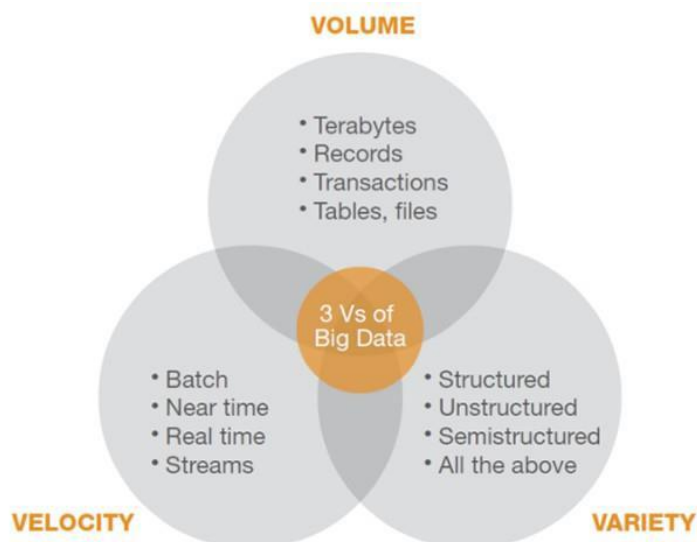 VOLUME
• Terabytes
• Records
• Transactions
• Tables, files
3 Vs of
Big Data
• Batch
• Near time
• Real time
• Streams
• Structured
• Unstructured
• Semistructured
• All the above
VELOCITY
VARIETY